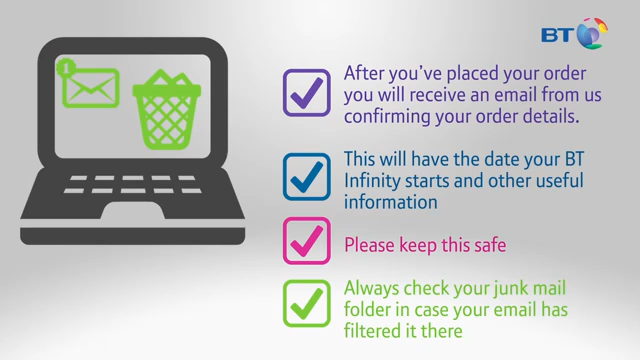 BT
1
After you've placed your order
you will receive an email from us
confirming your order details.
This will have the date your BT
Infinity starts and other useful
information
Please keep this safe
Always check your junk mail
folder in case your email has
filtered it there